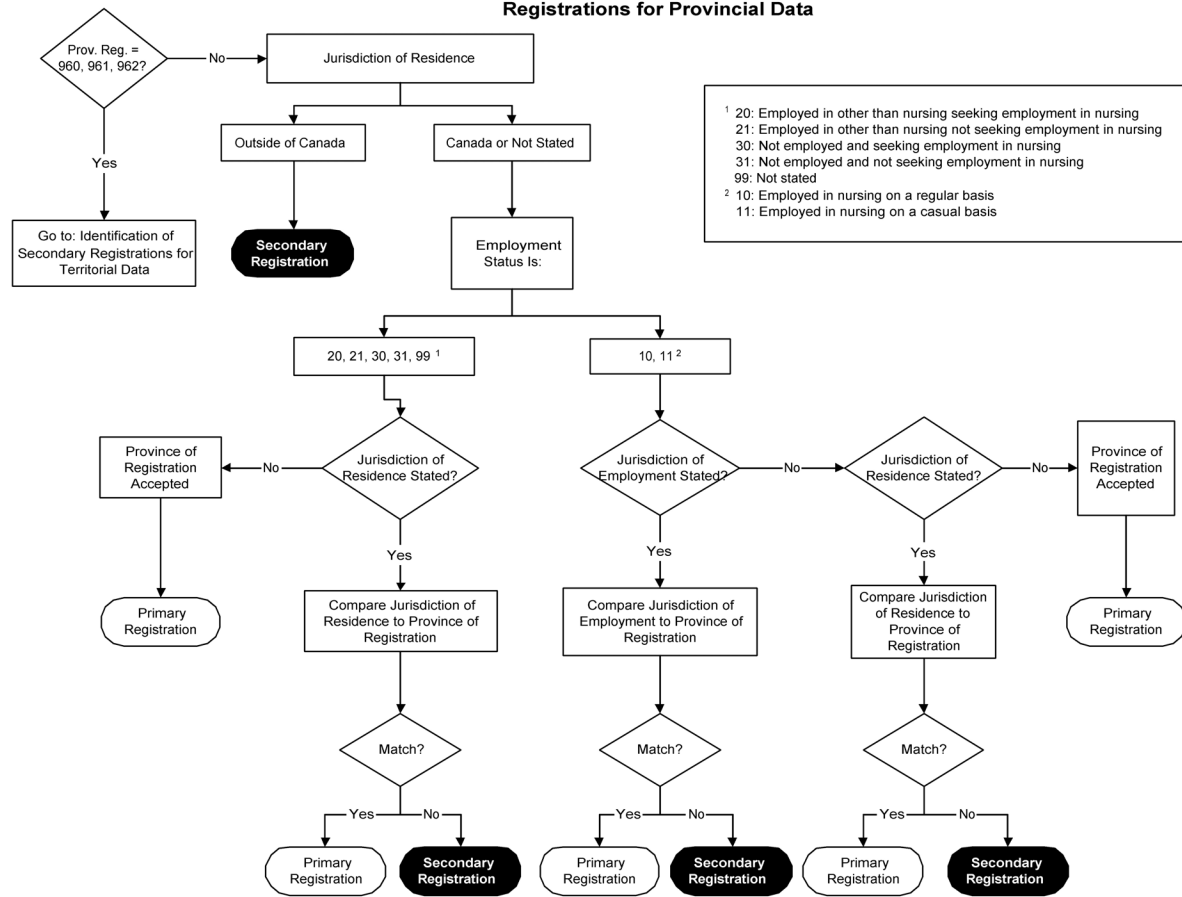 Registrations for Provincial Data
Prov. Reg. =
960, 961, 962?
No
Jurisdiction of Residence
1 20: Employed in other than nursing seeking employment in nursing
21: Employed in other than nursing not seeking employment in nursing
30: Not employed and seeking employment in nursing
31: Not employed and not seeking employment in nursing
99: Not stated
2 10: Employed in nursing on a regular basis
11: Employed in nursing on a casual basis
Outside of Canada
Canada or Not Stated
Yes
Go to: Identification of
Secondary Registrations for
Territorial Data
Secondary
Registration
Employment
Status Is:
20, 21, 30, 31, 99 1
10, 11 2
Province of
Registration
Accepted
No
Jurisdiction of
Residence Stated?
Jurisdiction of
Employment Stated?
No
Jurisdiction of
Residence Stated?
No
Province of
Registration
Accepted
Yes
Yes
Yes
Primary
Registration
Compare Jurisdiction of
Residence to Province of
Registration
Compare Jurisdiction of
Employment to Province of
Registration
Compare Jurisdiction
of Residence to
Province of
Registration
Primary
Registration
Match?
Match?
Match?
Yes
No
Yes
No
Yes
No
Primary
Registration
Secondary
Registration
Primary
Registration
Secondary
Registration
Primary
Registration
Secondary
Registration